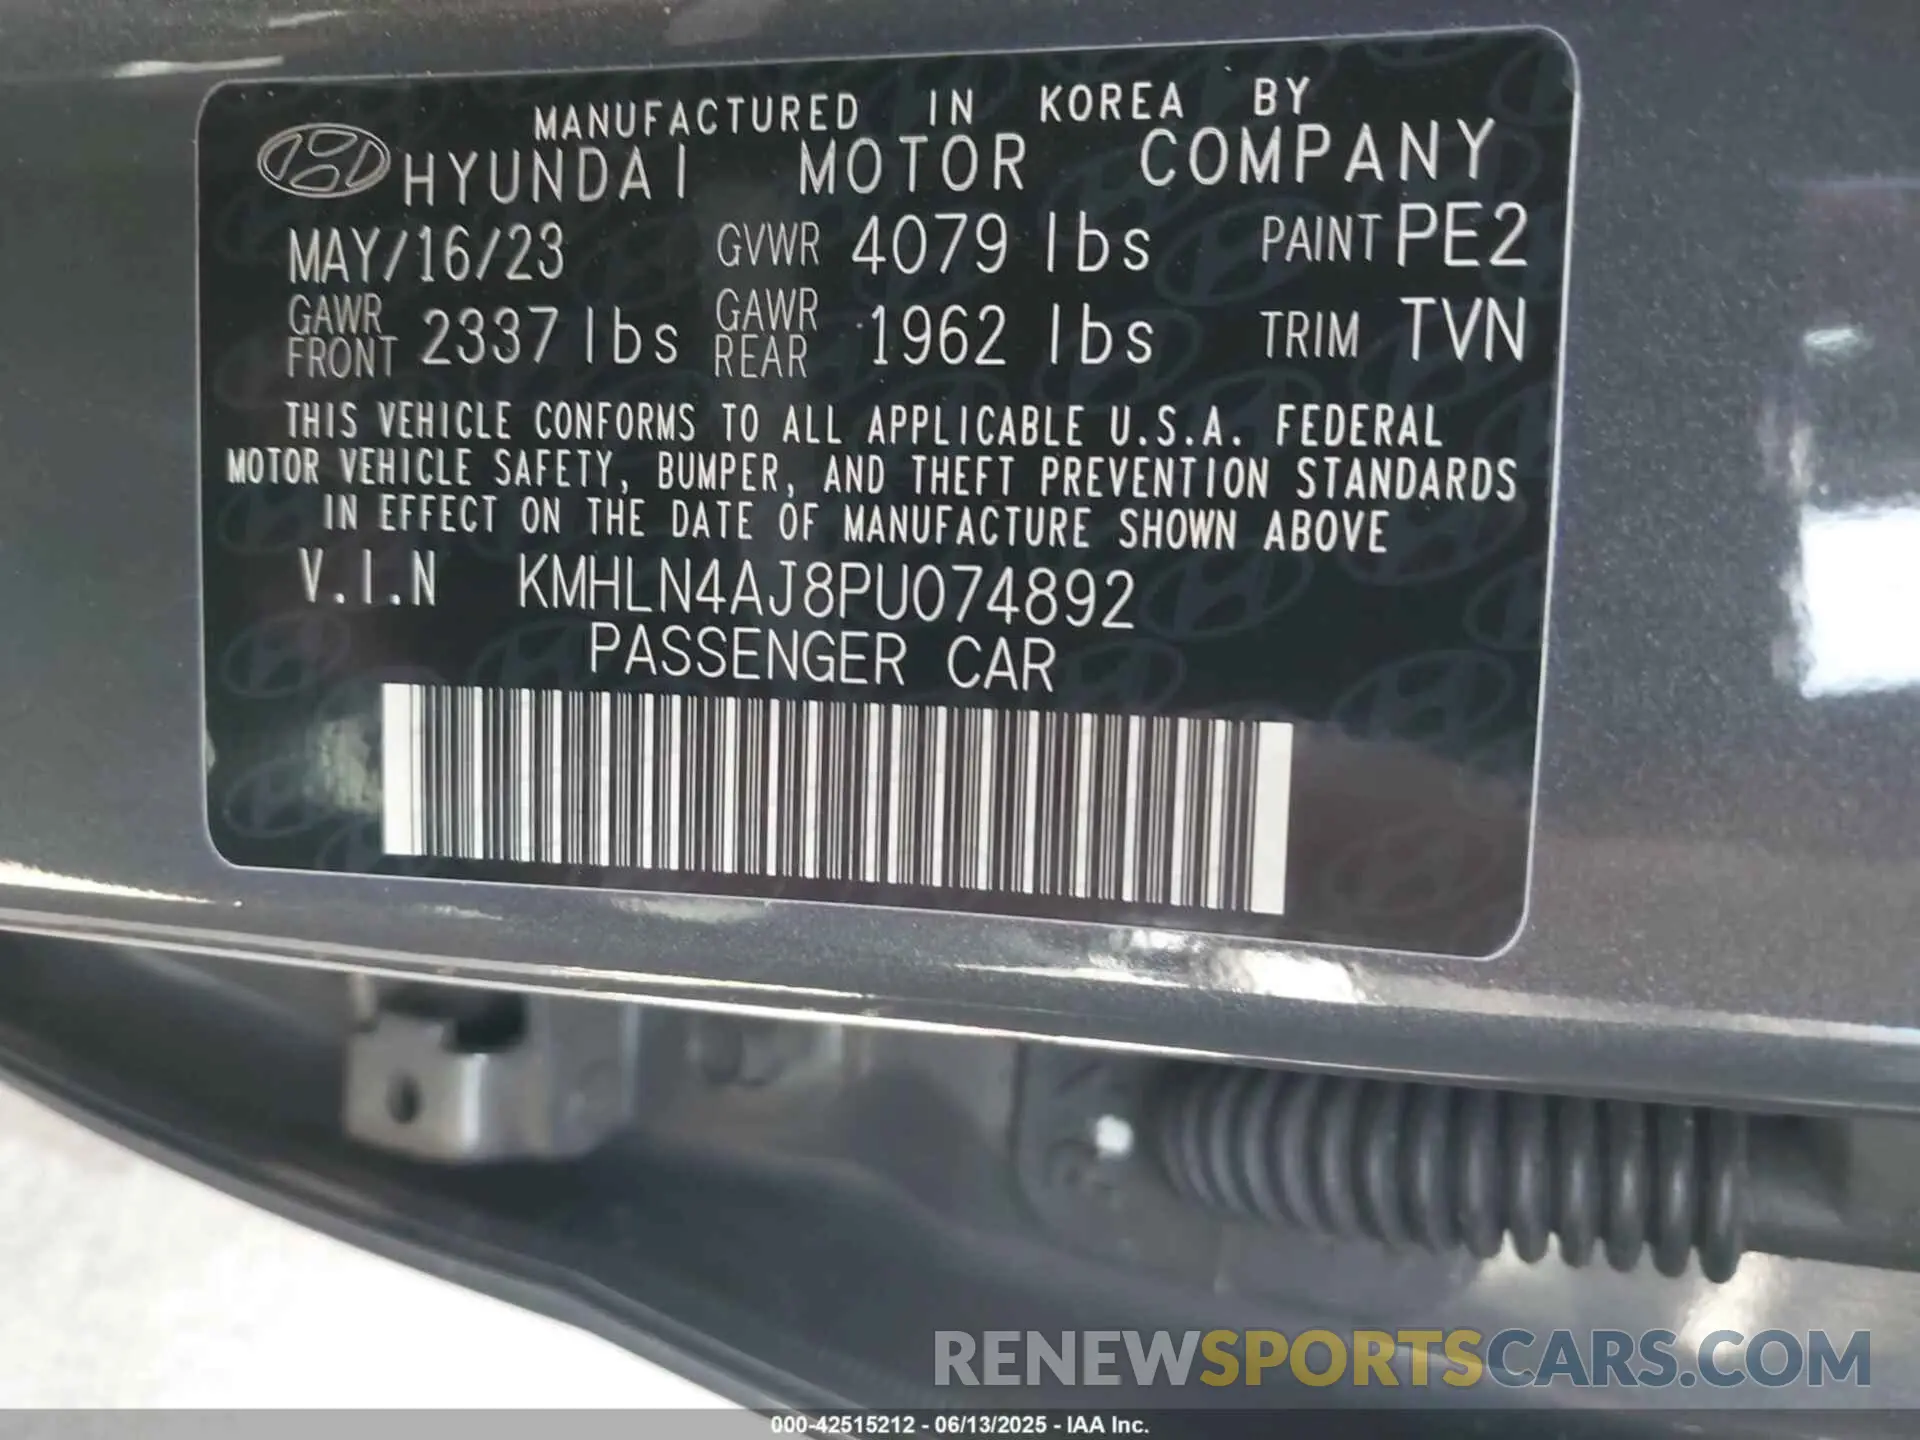 MANUFACTURED IN KOREA BY
HYUNDAI MOTOR COMPANY
MAY/16/23 GVWR 4079 lbs PAINT PE2
GAWR FRONT 2337 lbs GAWR REAR 1962 lbs TRIM TVN
THIS VEHICLE CONFORMS TO ALL APPLICABLE U.S.A. FEDERAL
MOTOR VEHICLE SAFETY, BUMPER, AND THEFT PREVENTION STANDARDS
IN EFFECT ON THE DATE OF MANUFACTURE SHOWN ABOVE
V.I.N KMHLN4AJ8PU074892
PASSENGER CAR
RENEWSPORTSCARS.COM
000-42515212 - 06/13/2025 - IAA Inc.